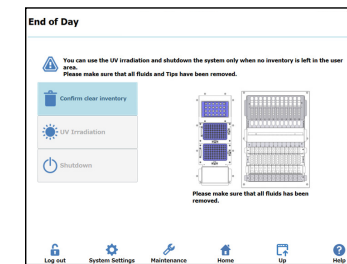 End of Day
You can use the UV irradiation and shutdown the system only when no inventory is left in the user
area.
Please make sure that all fluids and Tips have been removed.
Confirm clear inventory
UV Irradiation
Shutdown
Please make sure that all fluids has been
removed.
Log out
System Settings
Maintenance
Home
Up
Help